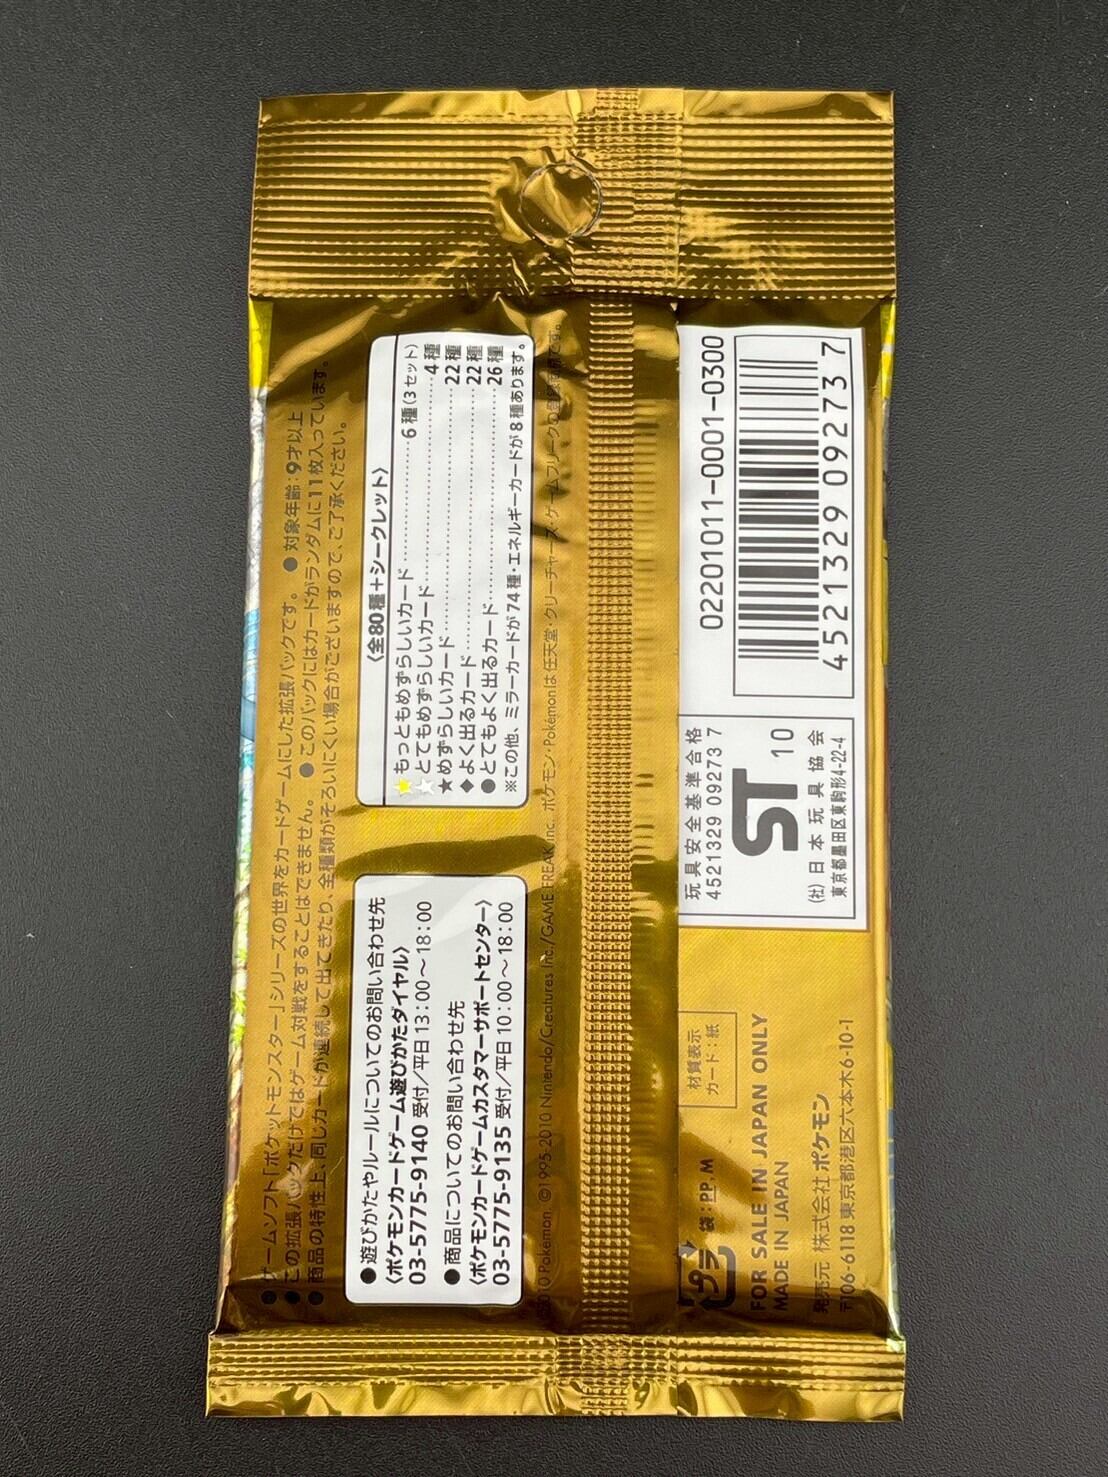 ●ゲームソフト「ポケットモンスター」シリーズの世界をカードゲームにした拡張パックです。 ●対象年齢：9才以上
●この拡張パックだけではゲーム対戦をすることはできません。 ●このパックにはカードがランダムに11枚入っています。
●商品の特性上、同じカードが連続して出てきたり、全種類がそろいにくい場合がございますので、ご了承ください。
〈全80種＋シークレット〉
★もっともめずらしいカード…………6種（3セット）
☆とてもめずらしいカード…………4種
★めずらしいカード…………22種
◆よく出るカード…………22種
●とてもよく出るカード…………26種
※この他、ミラーカードが74種・エネルギーカードが8種あります。
●遊びかたやルールについてのお問い合わせ先
〈ポケモンカードゲーム遊びかたダイヤル〉
03-5775-9140 受付／平日13：00～18：00
●商品についてのお問い合わせ先
〈ポケモンカードゲームカスタマーサポートセンター〉
03-5775-9135 受付／平日10：00～18：00
©2010 Pokémon ©1995-2010 Nintendo/Creatures Inc./GAME FREAK Inc. ポケモン・Pokémonは任天堂・クリーチャーズ・ゲームフリークの登録商標です。
02201011-0001-0300
4521329 092737
玩具安全基準合格
4521329 09273 7
ST 10
（社）日本玩具協会
東京都墨田区東駒形4-22-4
材質表示
カード：紙
プラ
袋：PP,M
FOR SALE IN JAPAN ONLY
MADE IN JAPAN
発売元 株式会社ポケモン
〒106-6118 東京都港区六本木6-10-1